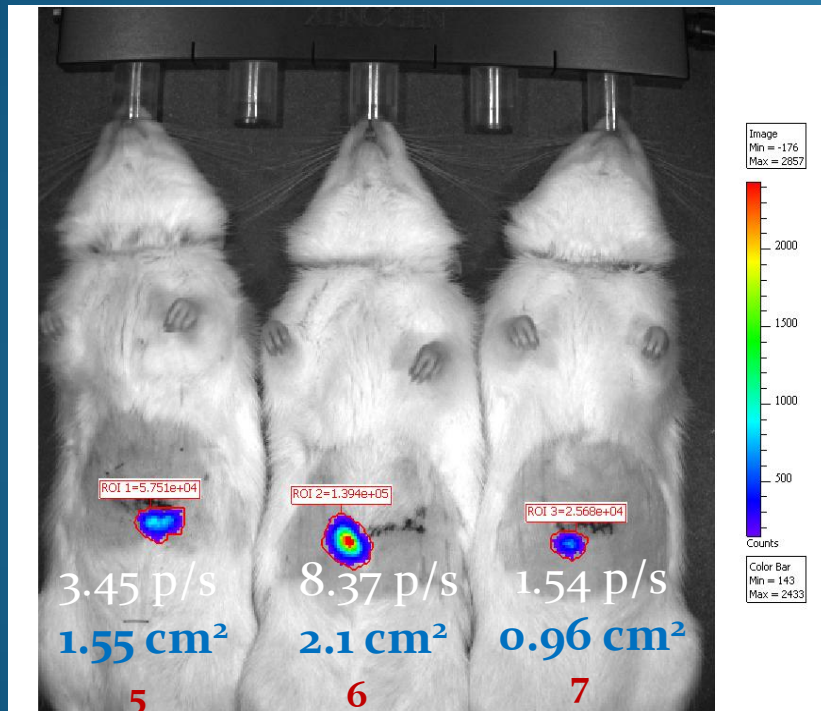 Image
Min = -176
Max = 2857
2000
1500
1000
500
Counts
Color Bar
Min = 143
Max = 2433
ROI 1=5.751e+04
ROI 2=1.394e+05
ROI 3=2.568e+04
3.45 p/s
8.37 p/s
1.54 p/s
1.55 cm²
2.1 cm²
0.96 cm²
5
6
7